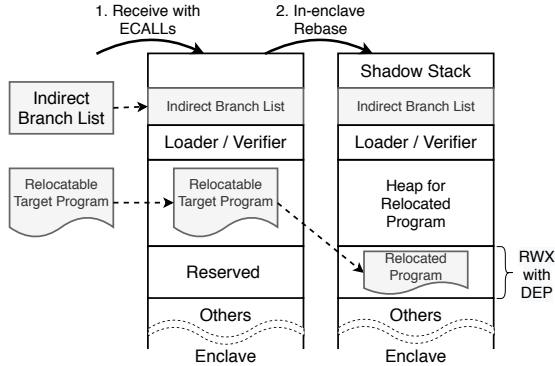 1. Receive with
ECALLs
2. In-enclave
Rebase
Indirect
Branch List
Relocatable
Target Program
Indirect Branch List
Loader / Verifier
Relocatable
Target Program
Reserved
Others
Enclave
Shadow Stack
Indirect Branch List
Loader / Verifier
Heap for
Relocated
Program
Relocated
Program
Others
Enclave
RWX
with
DEP